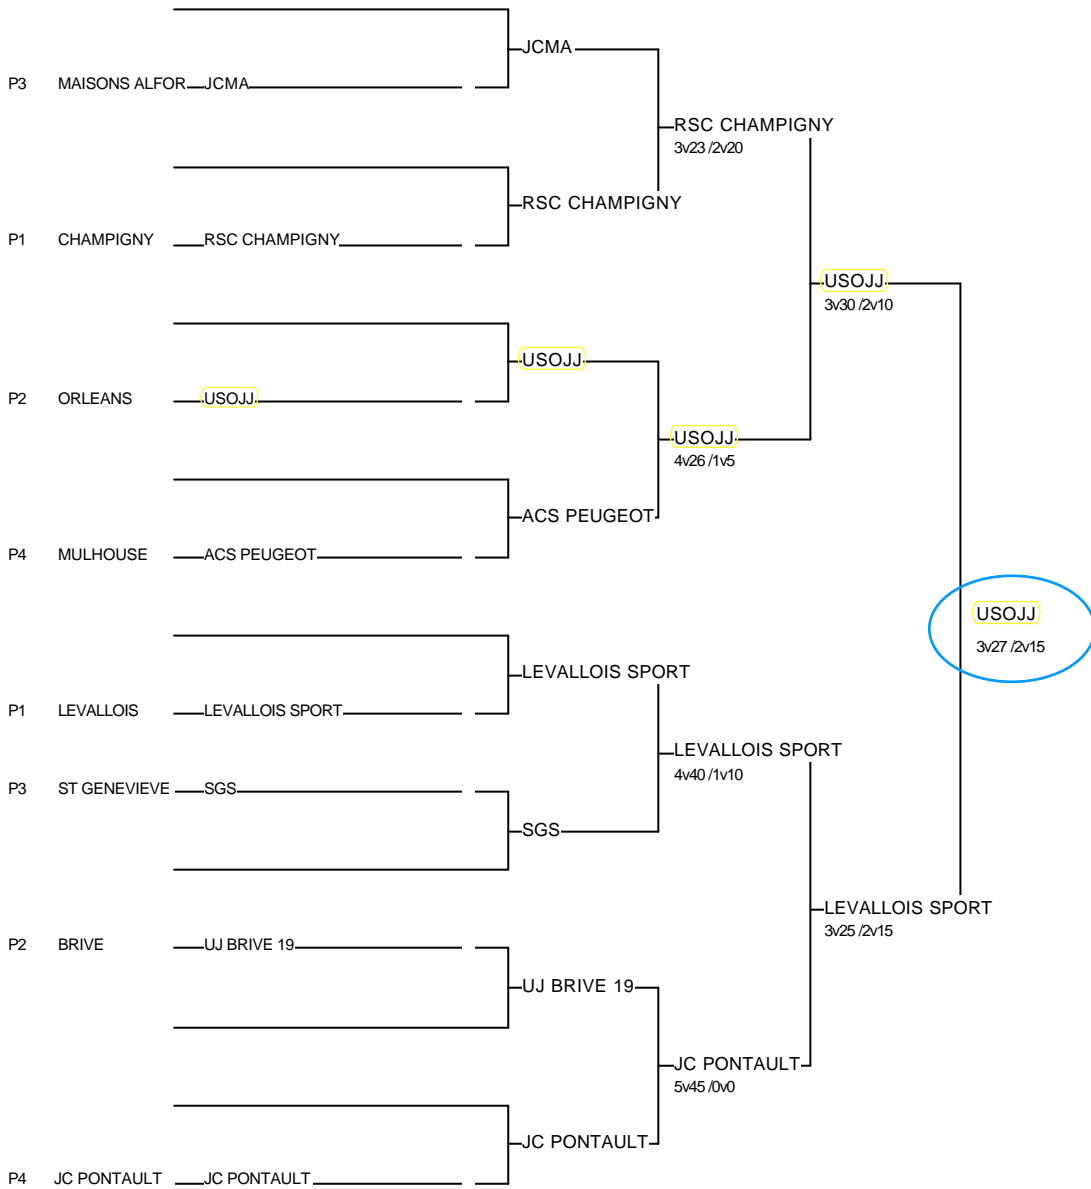 JCMA
P3 MAISONS ALFOR JCMA
RSC CHAMPIGNY
3v23 /2v20
RSC CHAMPIGNY
P1 CHAMPIGNY RSC CHAMPIGNY
USOJJ
3v30 /2v10
USOJJ
P2 ORLEANS USOJJ
USOJJ
4v26 /1v5
ACS PEUGEOT
P4 MULHOUSE ACS PEUGEOT
USOJJ
3v27 /2v15
LEVALLOIS SPORT
P1 LEVALLOIS LEVALLOIS SPORT
LEVALLOIS SPORT
4v40 /1v10
P3 ST GENEVIEVE SGS
SGS
LEVALLOIS SPORT
3v25 /2v15
P2 BRIVE UJ BRIVE 19
UJ BRIVE 19
JC PONTAULT
5v45 /0v0
JC PONTAULT
P4 JC PONTAULT JC PONTAULT